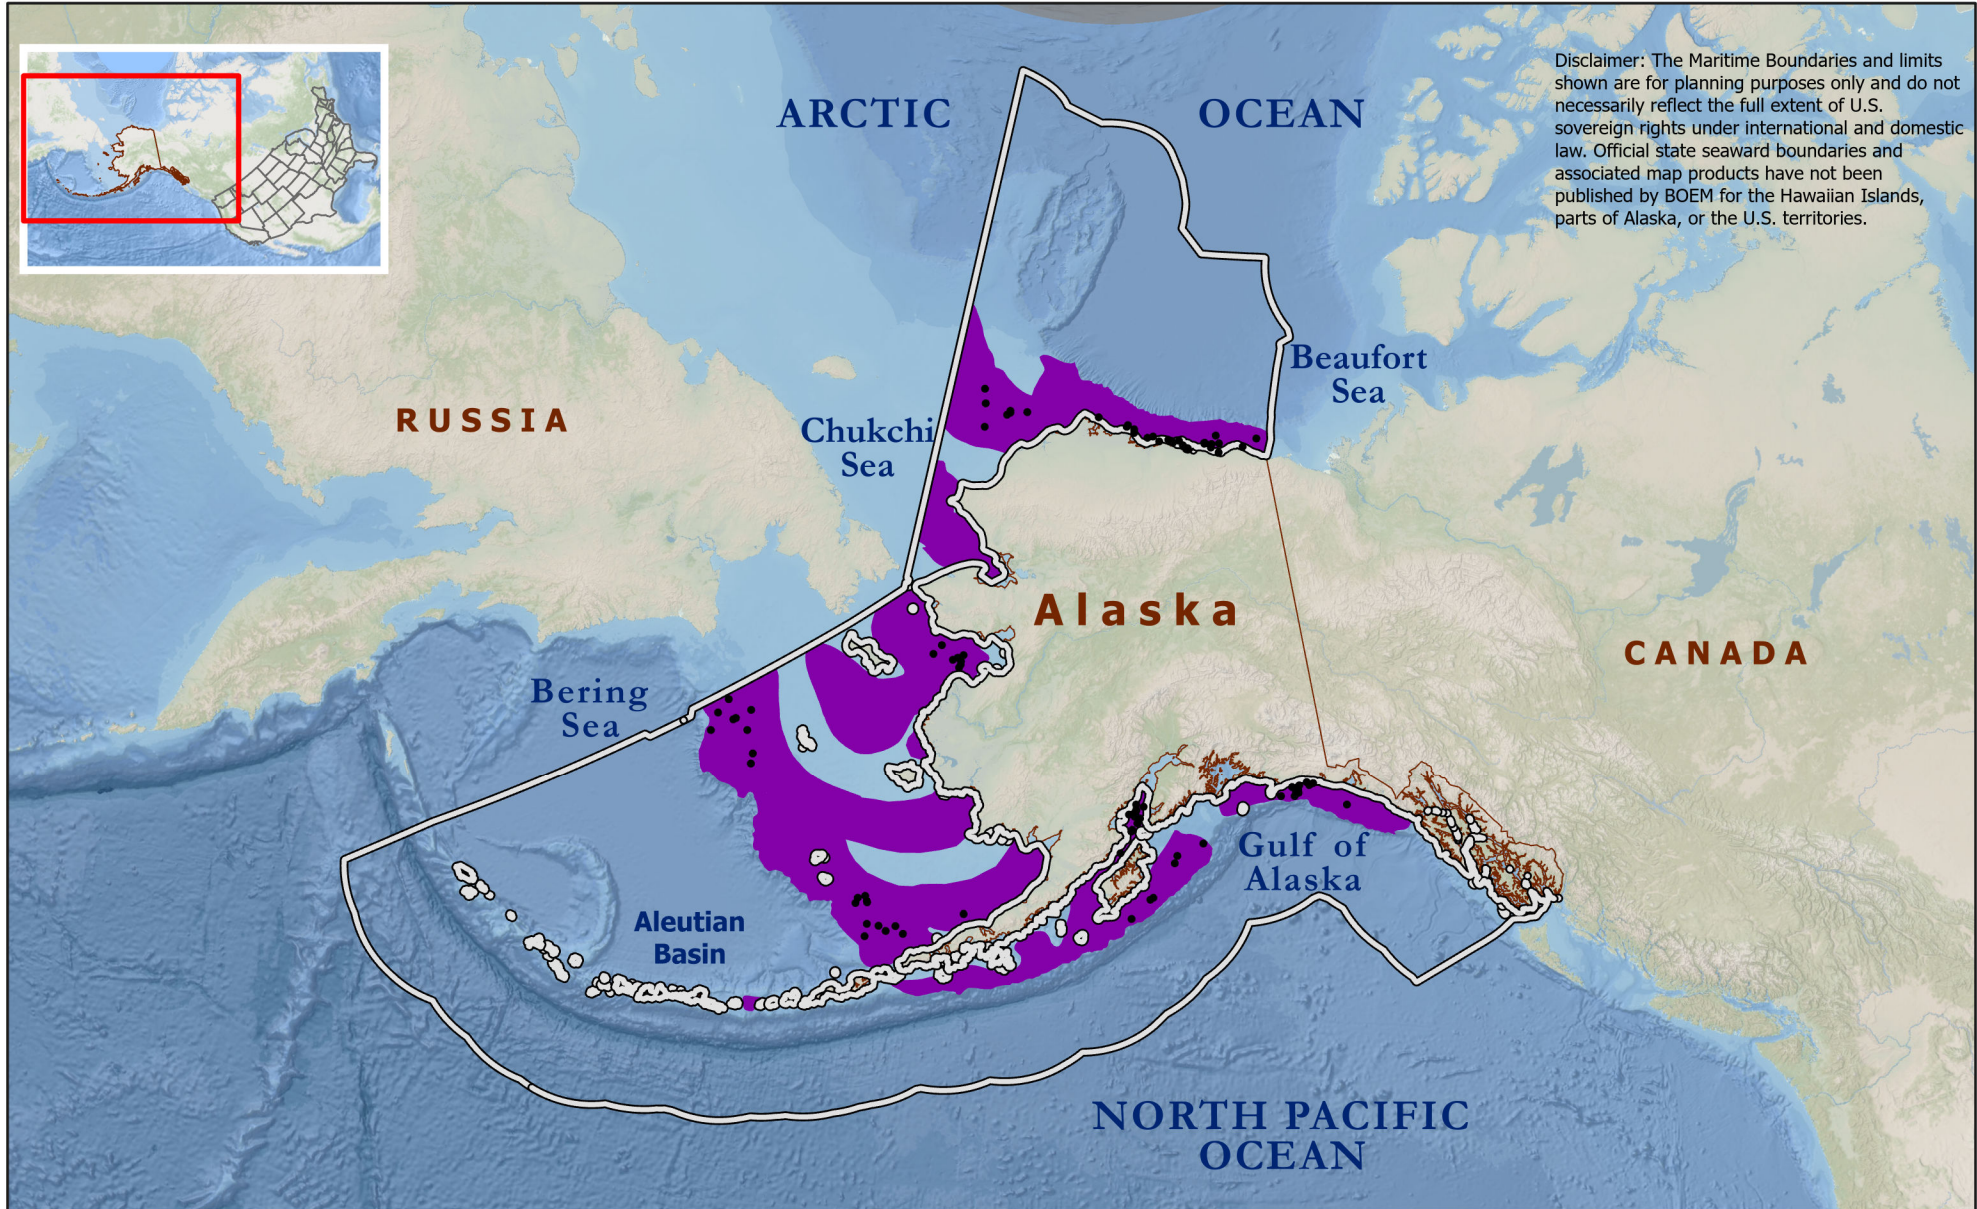 Disclaimer: The Maritime Boundaries and limits
shown are for planning purposes only and do not
necessarily reflect the full extent of U.S.
sovereign rights under international and domestic
law. Official state seaward boundaries and
associated map products have not been
published by BOEM for the Hawaiian Islands,
parts of Alaska, or the U.S. territories.
ARCTIC OCEAN
Beaufort
Sea
RUSSIA
Chukchi
Sea
Alaska
CANADA
Bering
Sea
Gulf of
Alaska
Aleutian
Basin
NORTH PACIFIC
OCEAN